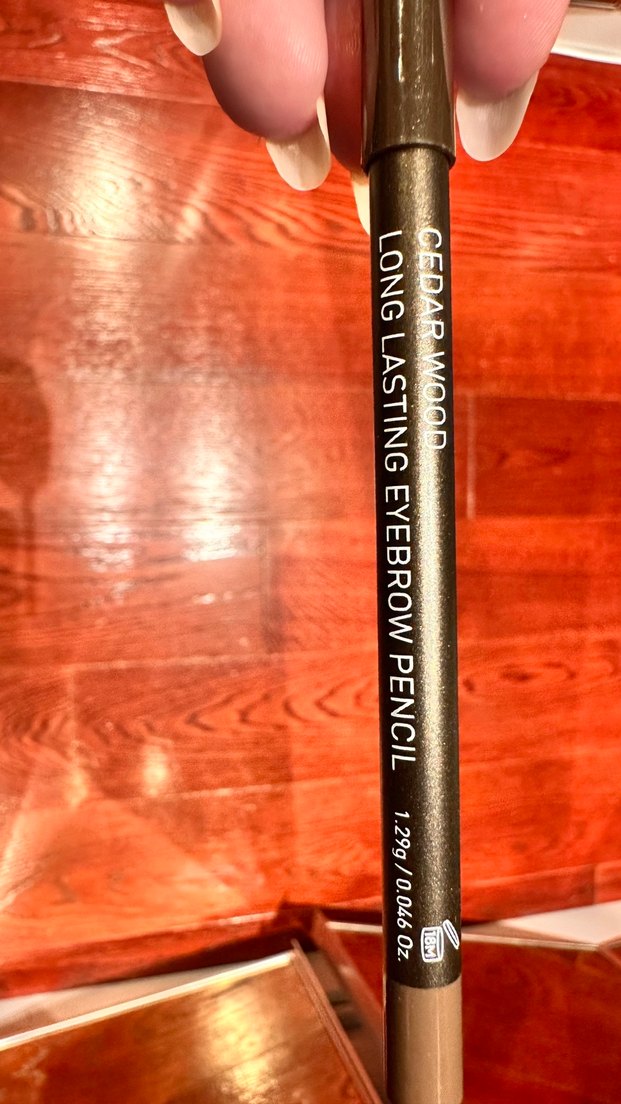 CEDAR WOOD
LONG LASTING EYEBROW PENCIL 1.29g / 0.046 Oz.
18M